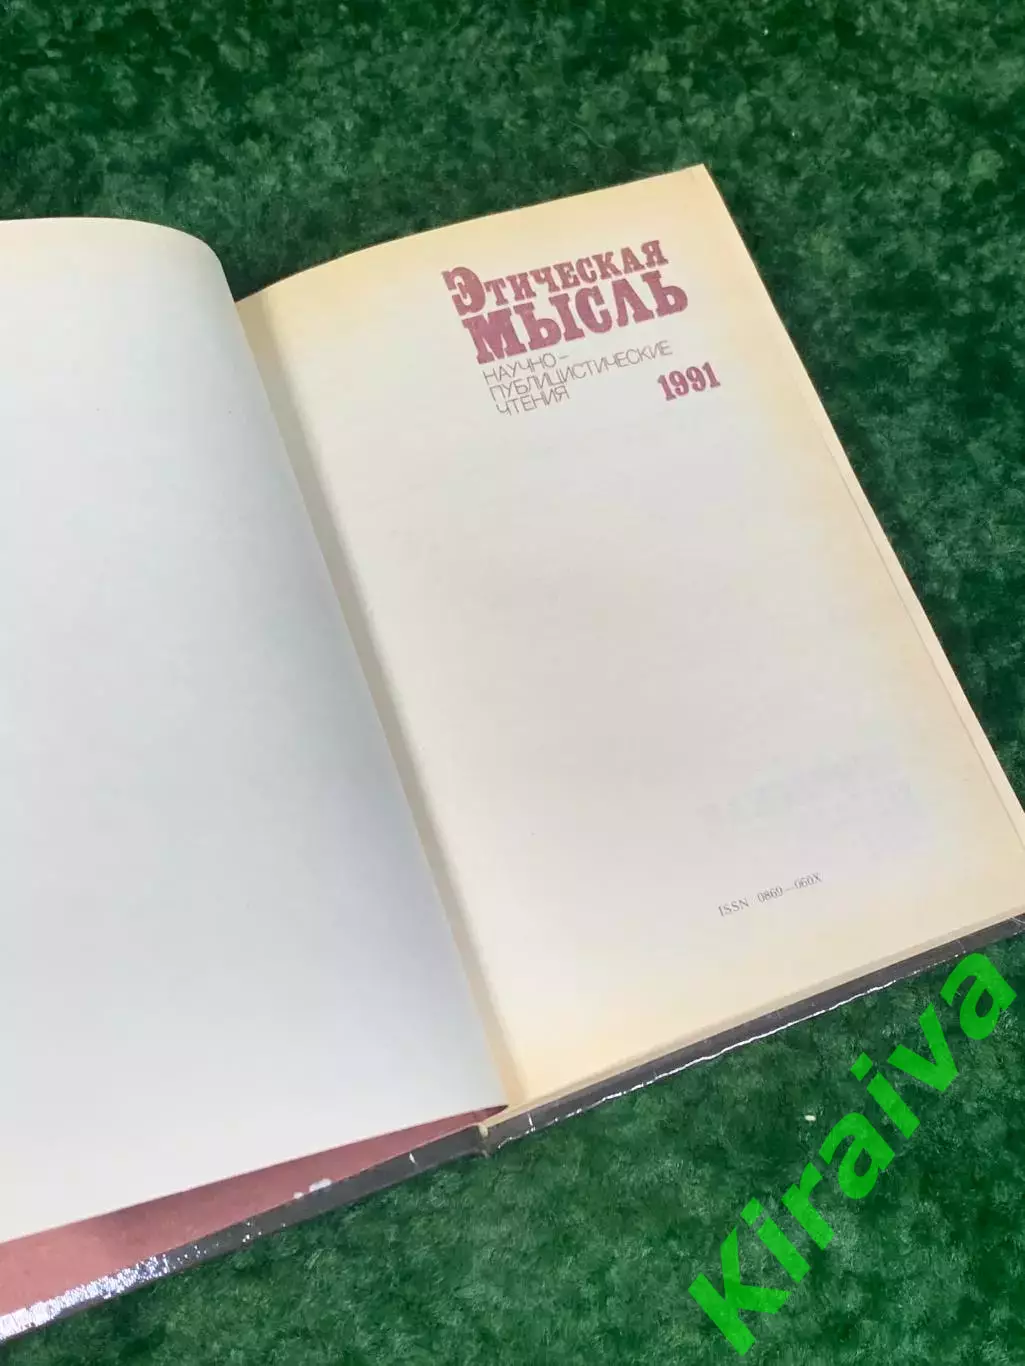 Этическая
мысль
научно-
публицистические
чтения
1991
ISSN 0869—060X
Kiraiva